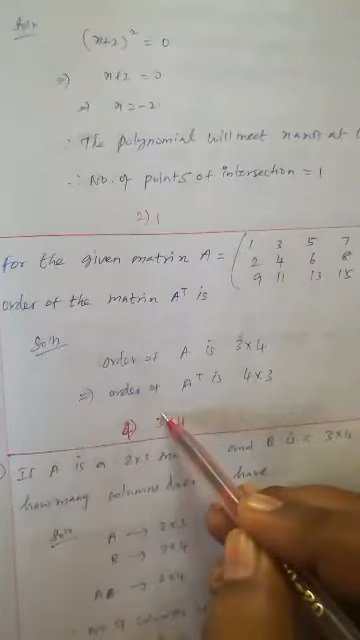 Soln
(x+2)² = 0
⇒) x+2 = 0
⇒ x = -2
. The polynomial will meet x axis at
∴ No. of points of intersection = 1
2) 1
For the given matrix A = ( 1 3 5 7
2 4 6 8
9 11 13 15
order of the matrix Aᵀ is
Soln
order of A is 3×4
⇒) order of Aᵀ is 4×3
4)
If A is a 2×3 and B is 3×4
how many columns does have
Soln
A → 2×3
B → 3×4
AB → 2×4